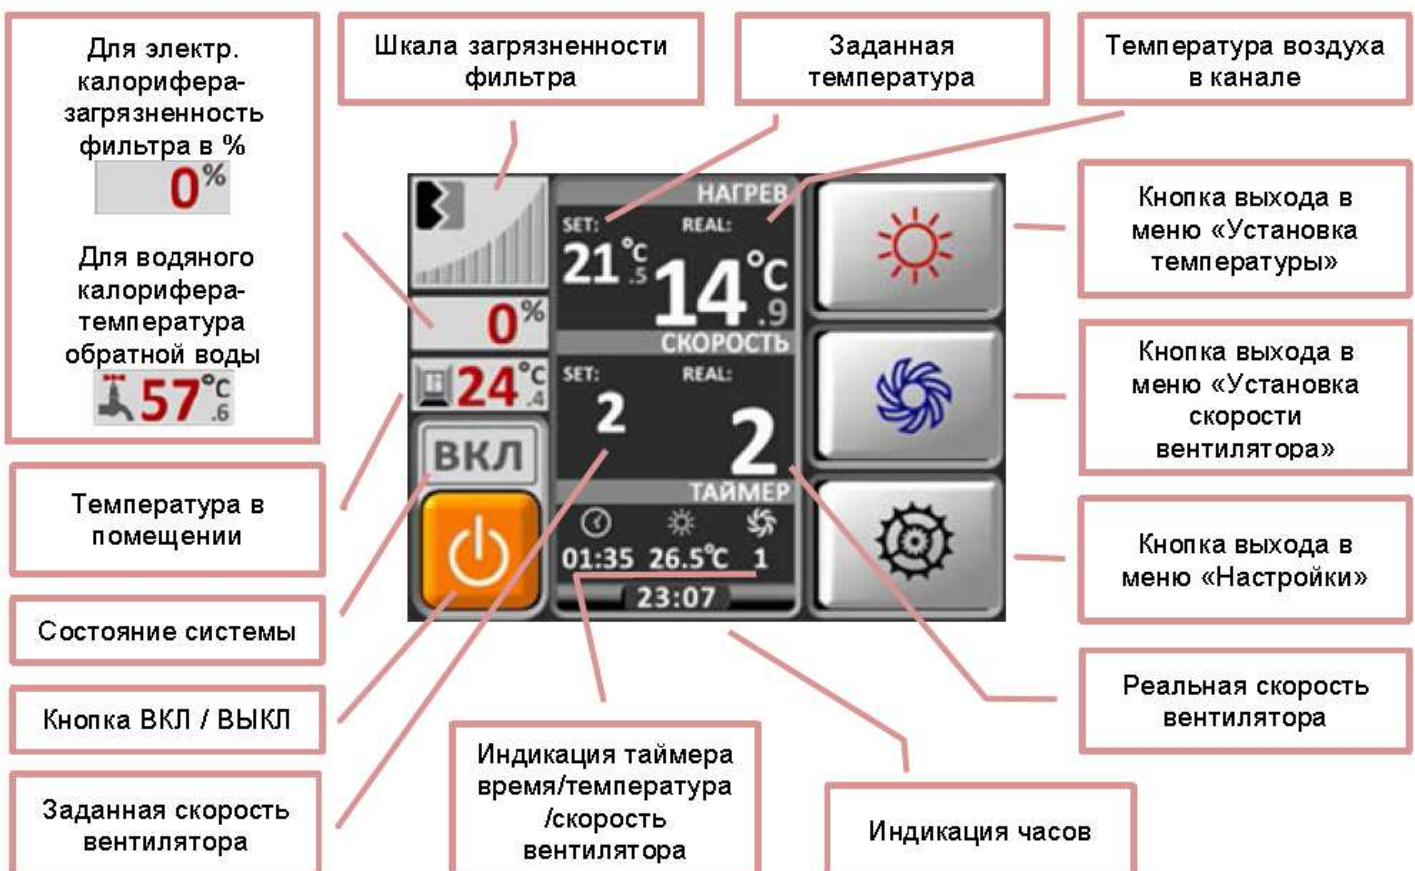 Для электр.
калорифера-
загрязненность
фильтра в %
0%
Для водяного
калорифера-
температура
обратной воды
57°C
.6
Шкала загрязненности
фильтра
Заданная
температура
Температура воздуха
в канале
НАГРЕВ
SET:
REAL:
21°C
.5
14°C
.9
0%
24°C
.4
СКОРОСТЬ
SET:
REAL:
2
2
ВКЛ
ТАЙМЕР
01:35 26.5°C 1
23:07
Кнопка выхода в
меню «Установка
температуры»
Кнопка выхода в
меню «Установка
скорости
вентилятора»
Кнопка выхода в
меню «Настройки»
Реальная скорость
вентилятора
Температура в
помещении
Состояние системы
Кнопка ВКЛ / ВЫКЛ
Заданная скорость
вентилятора
Индикация таймера
время/температура
/скорость
вентилятора
Индикация часов